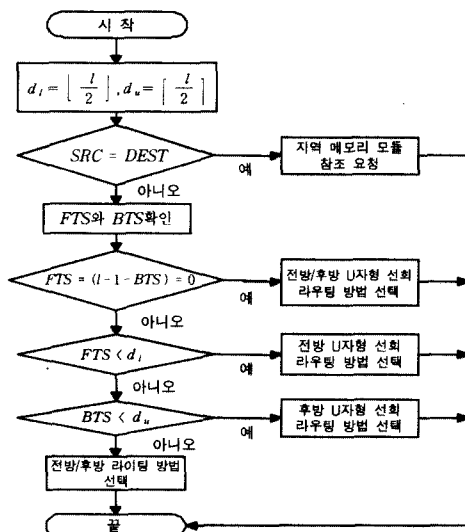 시 작
d_l = ⌊ l/2 ⌋, d_u = ⌈ l/2 ⌉
SRC = DEST
예
지역 메모리 모듈
참조 요청
아니오
FTS와 BTS확인
FTS = (l-1-BTS) = 0
예
전방/후방 U자형 선회
라우팅 방법 선택
아니오
FTS < d_l
예
전방 U자형 선회
라우팅 방법 선택
아니오
BTS < d_u
예
후방 U자형 선회
라우팅 방법 선택
아니오
전방/후방 라이팅 방법
선택
끝